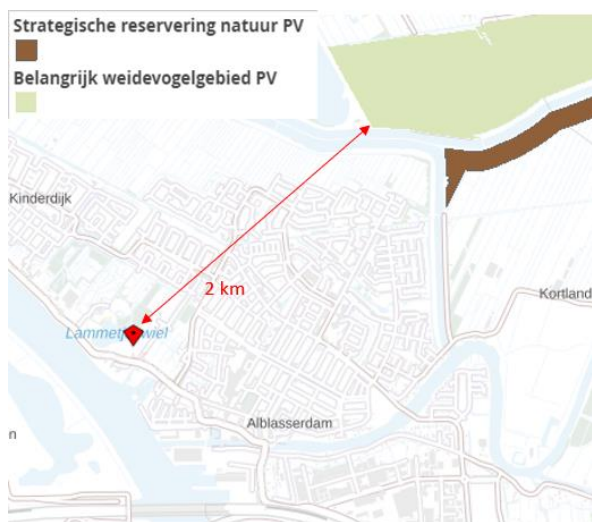 Strategische reservering natuur PV
Belangrijk weidevogelgebied PV
Kinderdijk
2 km
Kortland
Alblasserdam
n